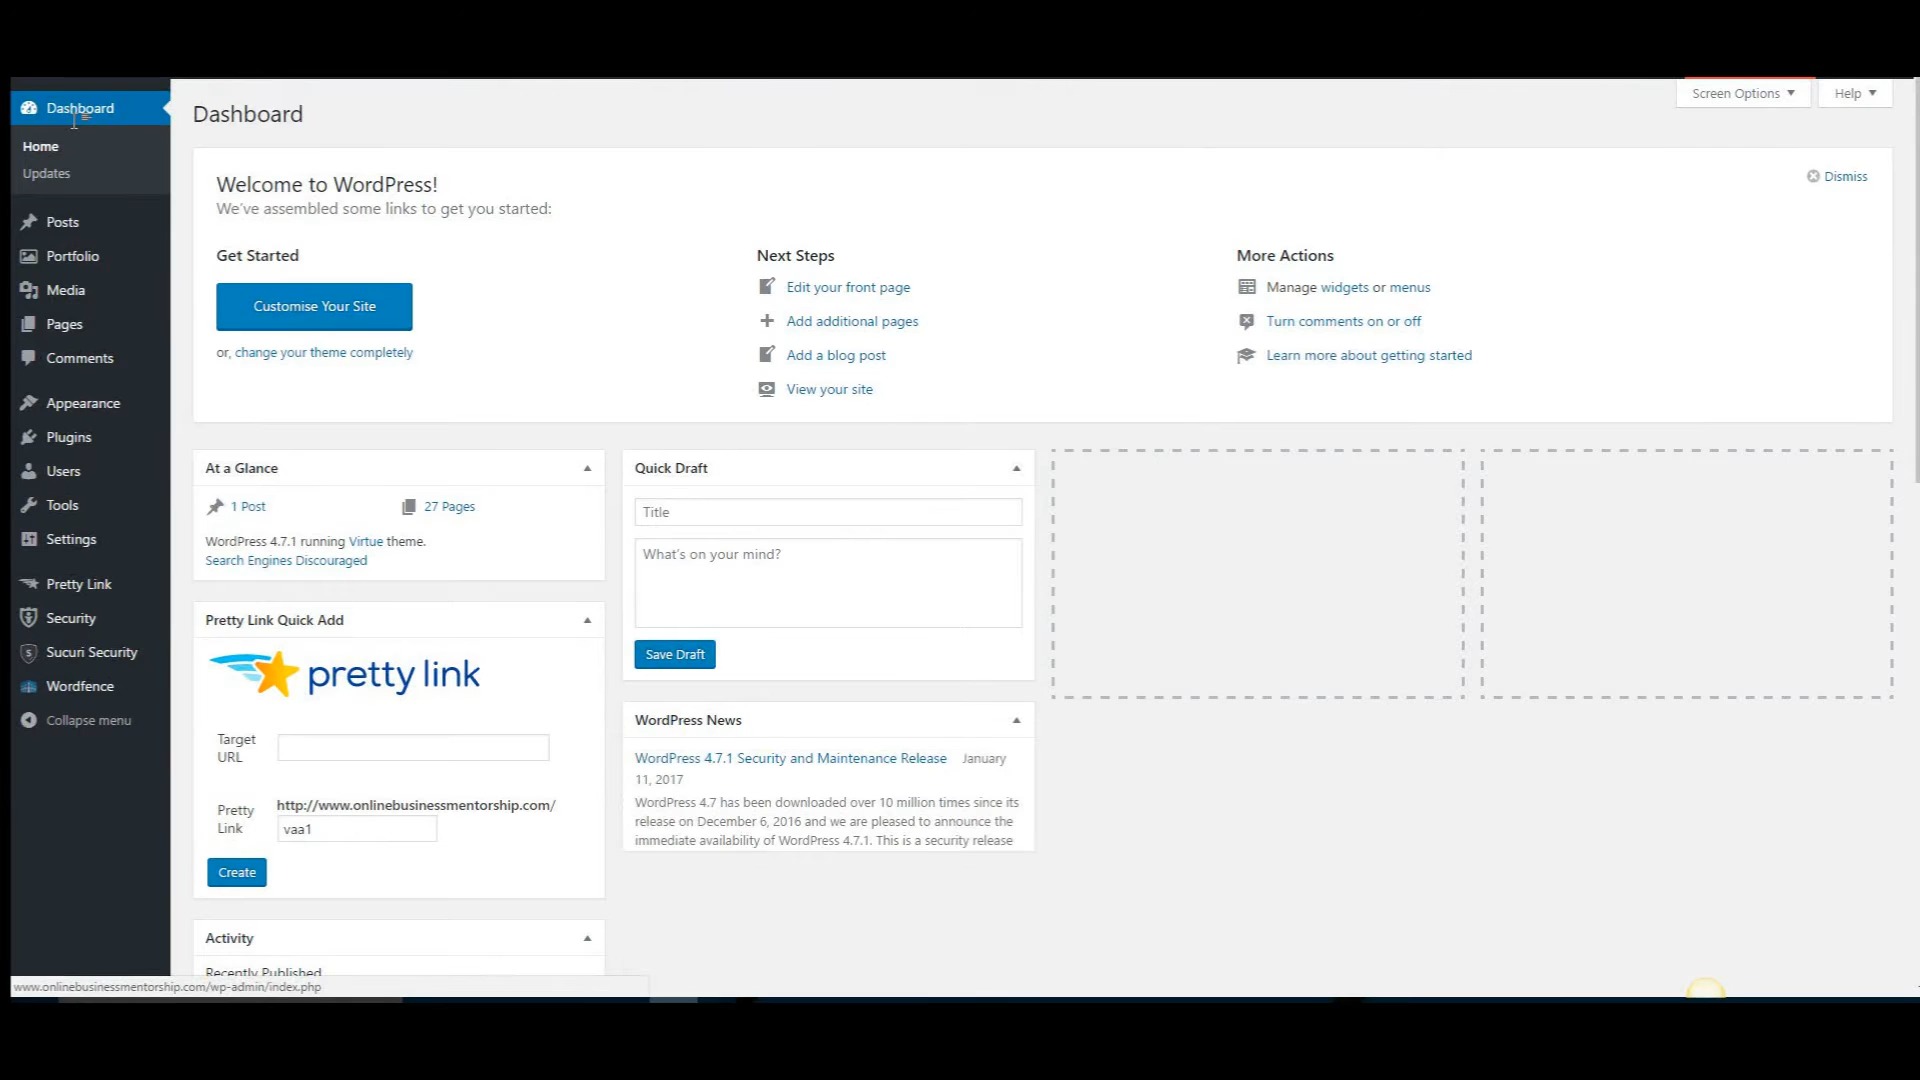 Dashboard
Home
Updates
Posts
Portfolio
Media
Pages
Comments
Appearance
Plugins
Users
Tools
Settings
Pretty Link
Security
Sucuri Security
Wordfence
Collapse menu
Dashboard
Screen Options
Help
Welcome to WordPress!
We've assembled some links to get you started:
Dismiss
Get Started
Customise Your Site
or, change your theme completely
Next Steps
Edit your front page
Add additional pages
Add a blog post
View your site
More Actions
Manage widgets or menus
Turn comments on or off
Learn more about getting started
At a Glance
1 Post
27 Pages
WordPress 4.7.1 running Virtue theme.
Search Engines Discouraged
Pretty Link Quick Add
pretty link
Target
URL
Pretty
Link
http://www.onlinebusinessmentorship.com/
vaa1
Create
Activity
Recently Published
Quick Draft
Title
What's on your mind?
Save Draft
WordPress News
WordPress 4.7.1 Security and Maintenance Release January
11, 2017
WordPress 4.7 has been downloaded over 10 million times since its
release on December 6, 2016 and we are pleased to announce the
immediate availability of WordPress 4.7.1. This is a security release
www.onlinebusinessmentorship.com/wp-admin/index.php